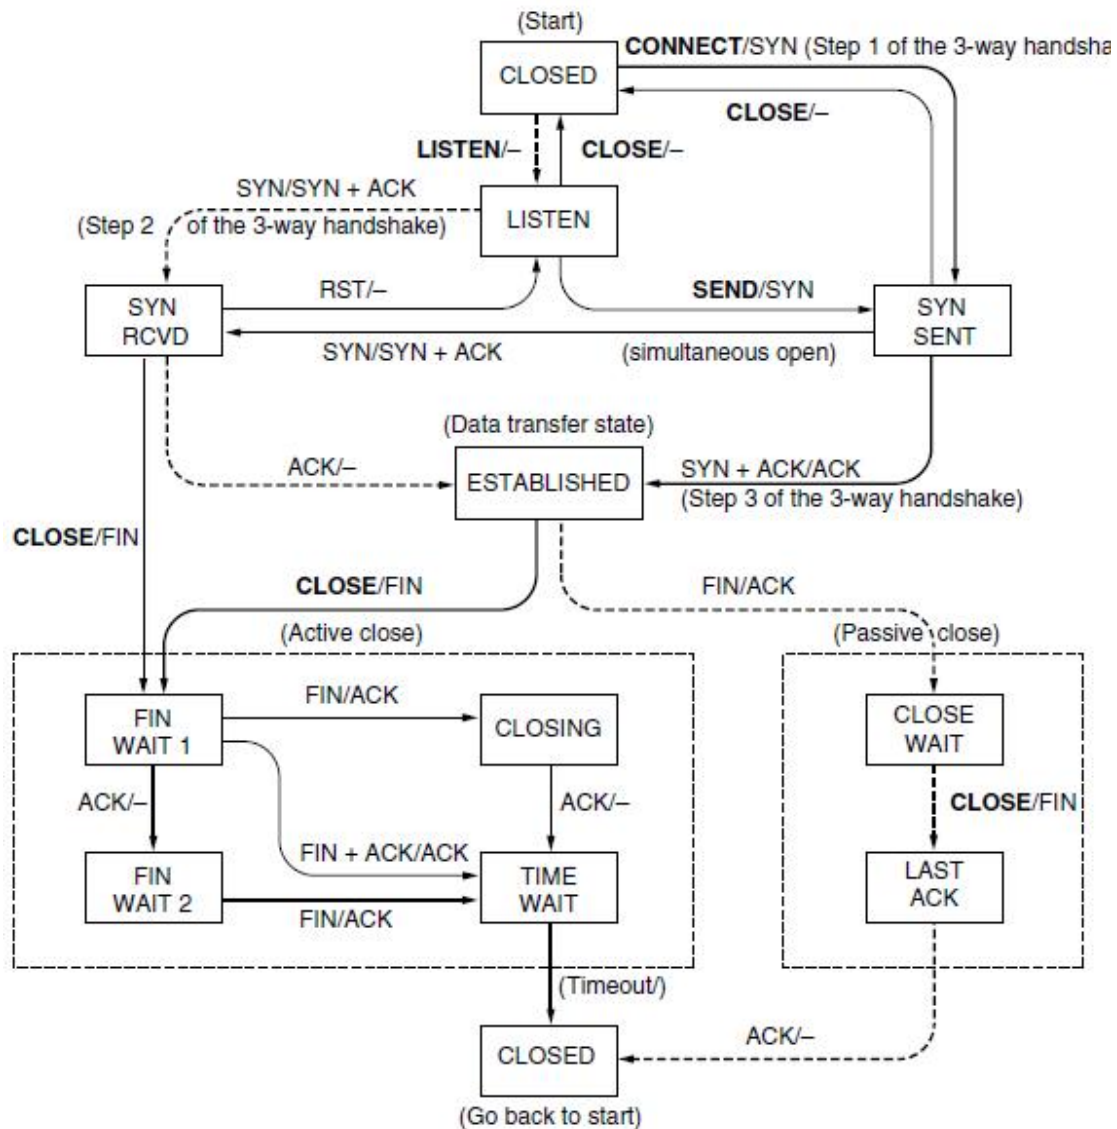 (Start)
CONNECT/SYN (Step 1 of the 3-way handsha
CLOSED
CLOSE/–
LISTEN/–
CLOSE/–
SYN/SYN + ACK
LISTEN
(Step 2 of the 3-way handshake)
RST/–
SEND/SYN
SYN
RCVD
SYN
SENT
SYN/SYN + ACK
(simultaneous open)
(Data transfer state)
ACK/–
ESTABLISHED
SYN + ACK/ACK
(Step 3 of the 3-way handshake)
CLOSE/FIN
CLOSE/FIN
FIN/ACK
(Active close)
(Passive close)
FIN/ACK
FIN
WAIT 1
CLOSING
CLOSE
WAIT
ACK/–
ACK/–
CLOSE/FIN
FIN + ACK/ACK
FIN
WAIT 2
TIME
WAIT
LAST
ACK
FIN/ACK
(Timeout/)
CLOSED
ACK/–
(Go back to start)